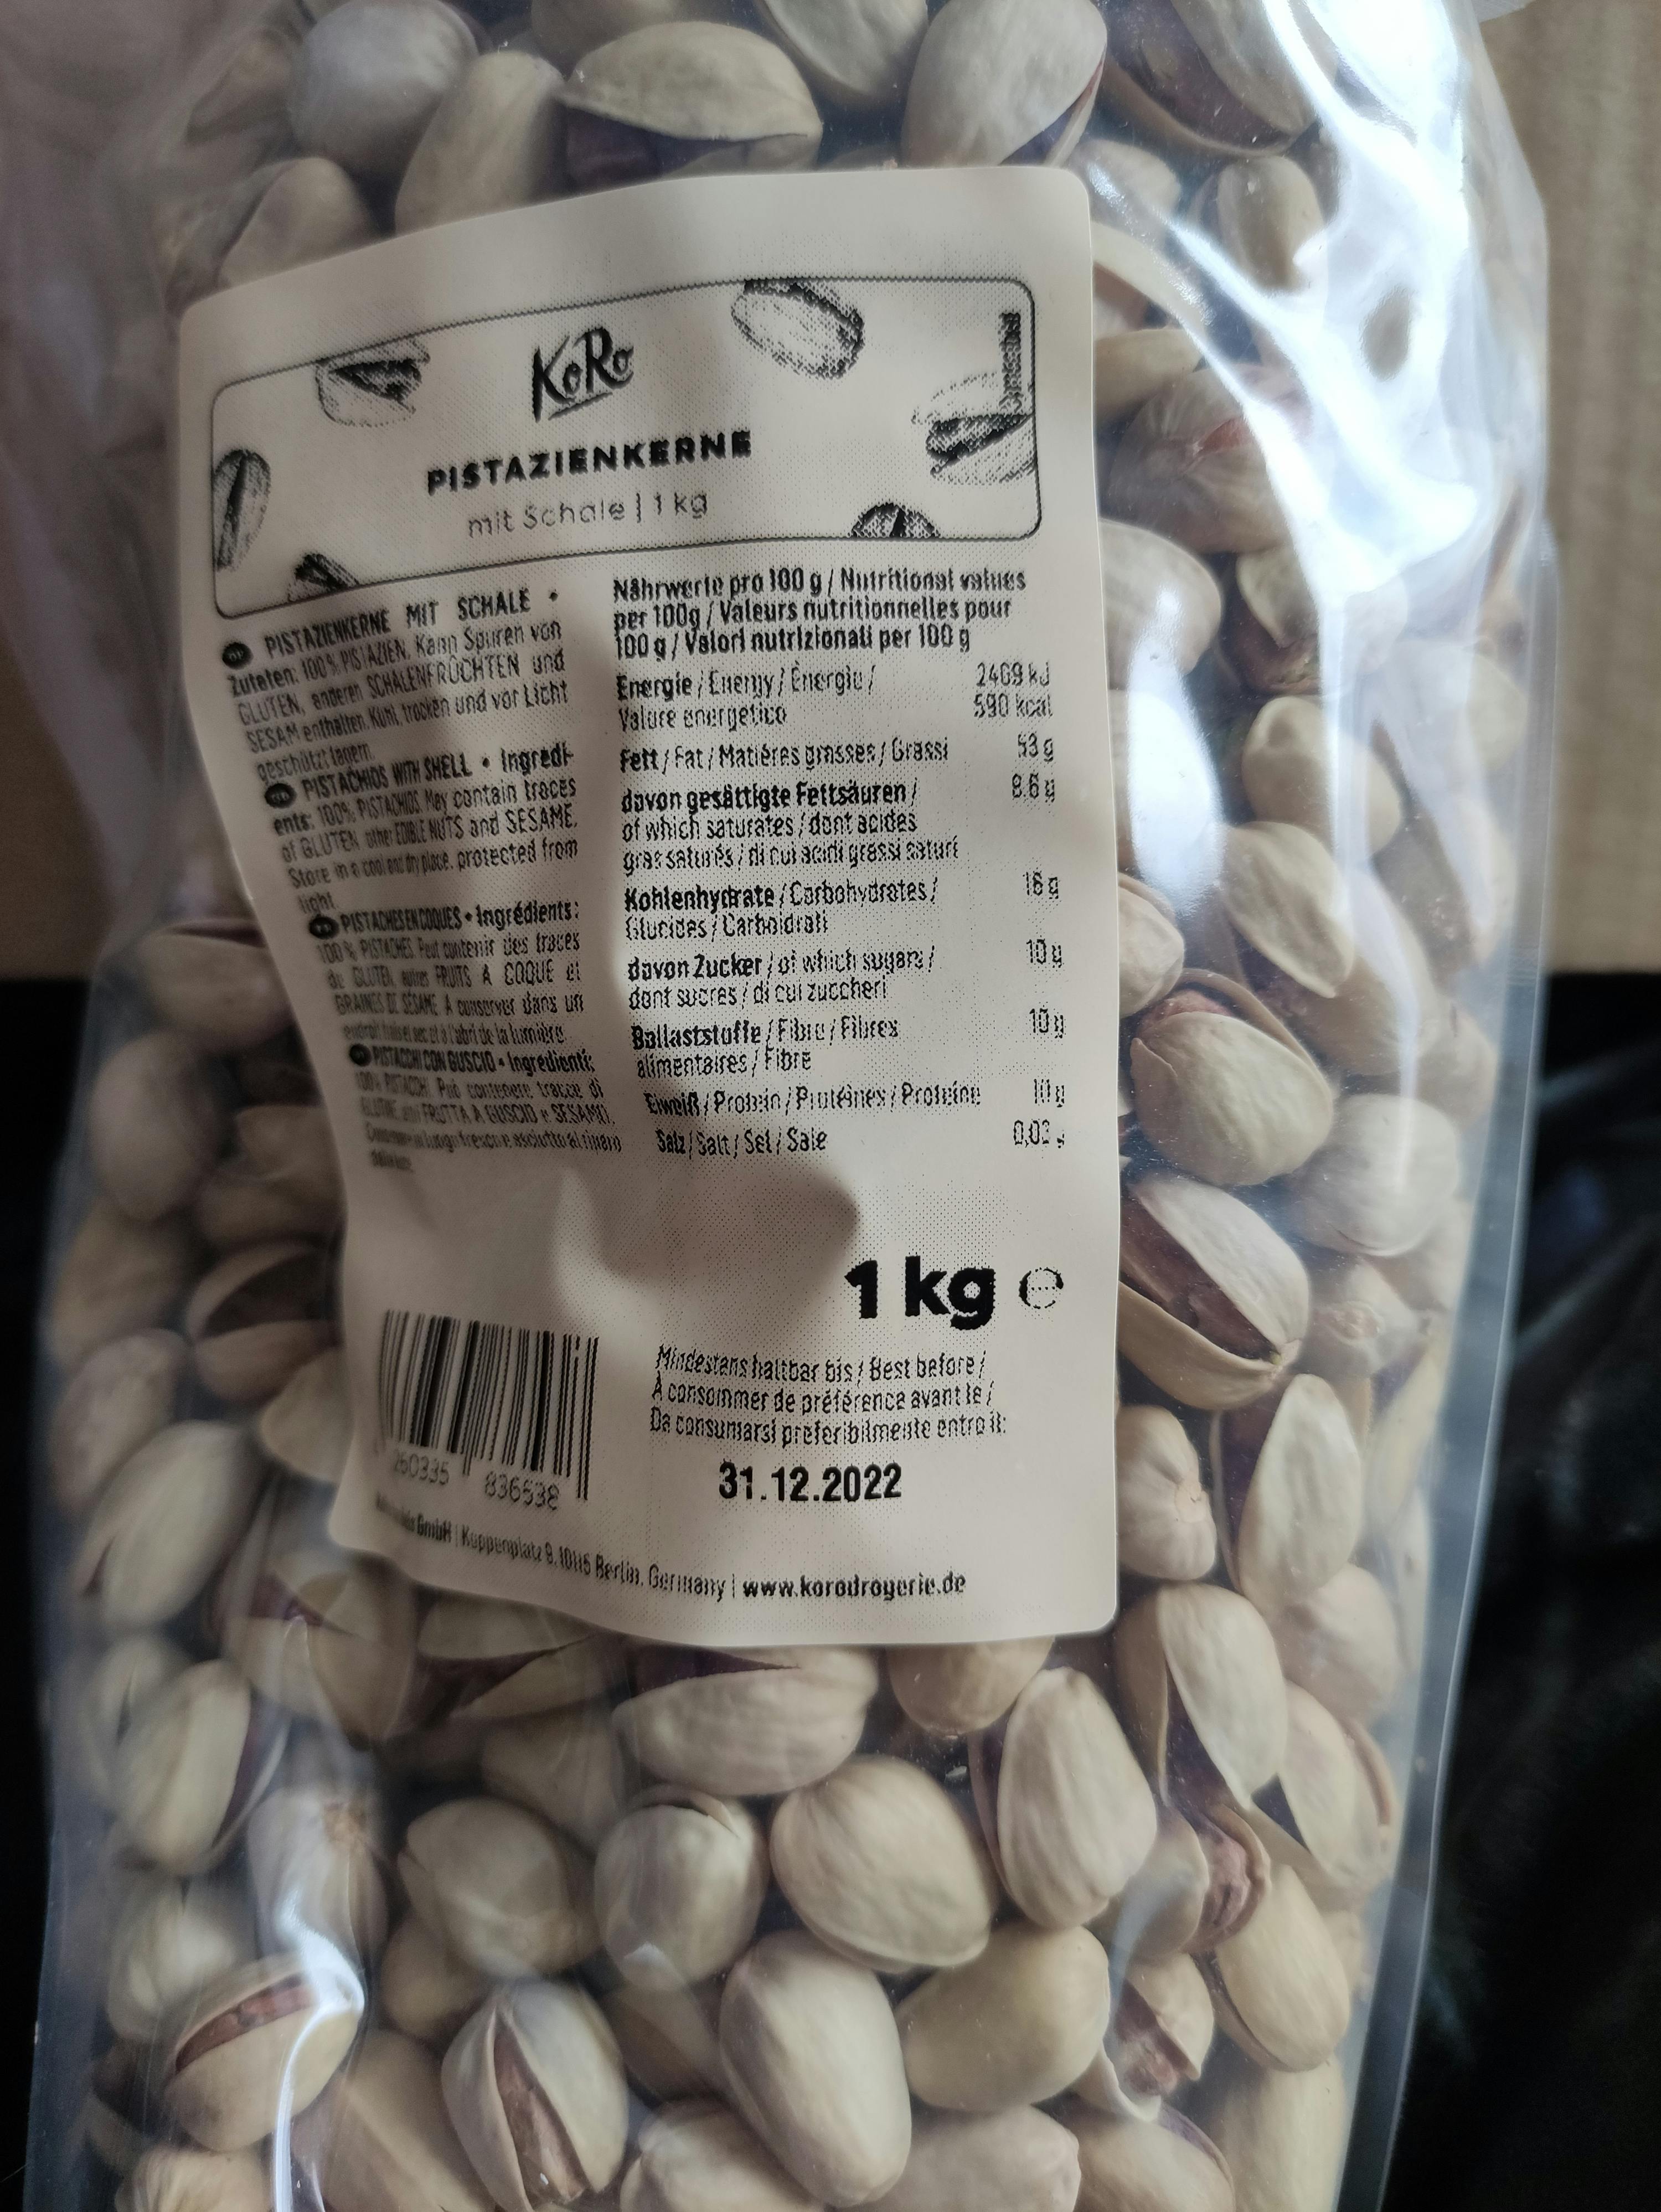 KoRo
PISTAZIENKERNE
mit Schale | 1 kg
PISTAZIENKERNE MIT SCHALE •
Zutaten: 100% PISTAZIEN. Kann Spuren von
GLUTEN, anderen SCHALENFRÜCHTEN und
SESAM enthalten. Kühl, trocken und vor Licht
geschützt lagern.
PISTACHIOS WITH SHELL • Ingredi-
ents: 100% PISTACHIOS May contain traces
of GLUTEN other EDIBLE NUTS and SESAME.
Store in a cool and dry place, protected from
light.
PISTACHES EN COQUES • Ingrédients:
100 % PISTACHES Peut contenir des traces
de GLUTEN, autres FRUITS A COQUE et
GRAINES DE SÉSAME A conserver dans un
endroit frais et sec et à l'abri de la lumière
PISTACCHI CON GUSCIO • Ingredienti:
100% PISTACCHI. Può contenere tracce di
GLUTINE, FRUTTA A GUSCIO e SESAMO.
Nährwerte pro 100 g / Nutritional values
per 100g / Valeurs nutritionnelles pour
100 g / Valori nutrizionali per 100 g
Energie / Energy / Énergie / 2469 kJ
Valore energetico 590 kcal
Fett / Fat / Matières grasses / Grassi 53 g
davon gesättigte Fettsäuren / 8.6 g
of which saturates / dont acides
gras saturés / di cui acidi grassi saturi
Kohlenhydrate / Carbohydrates / 16 g
Glucides / Carboidrati
davon Zucker / of which sugars / 10 g
dont sucres / di cui zuccheri
Ballaststoffe / Fibre / Fibres 10 g
alimentaires / Fibre
Eiweiß / Protein / Protéines / Proteine 10 g
Salz / Salt / Sel / Sale
1 kg e
Mindestens haltbar bis / Best before /
À consommer de préférence avant le /
Da consumarsi preferibilmente entro il:
31.12.2022
260335 836538
GmbH | Koppenplatz 9, 10115 Berlin, Germany | www.korodrogerie.de